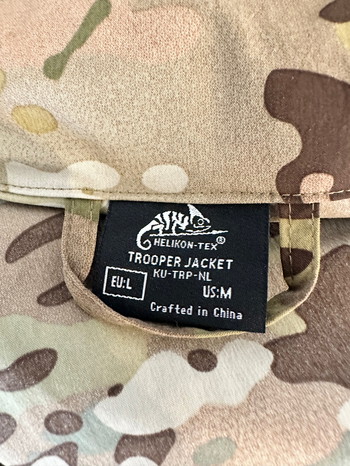 HELIKON-TEX®
TROOPER JACKET
KU-TRP-NL
EU:L
US:M
Crafted in China